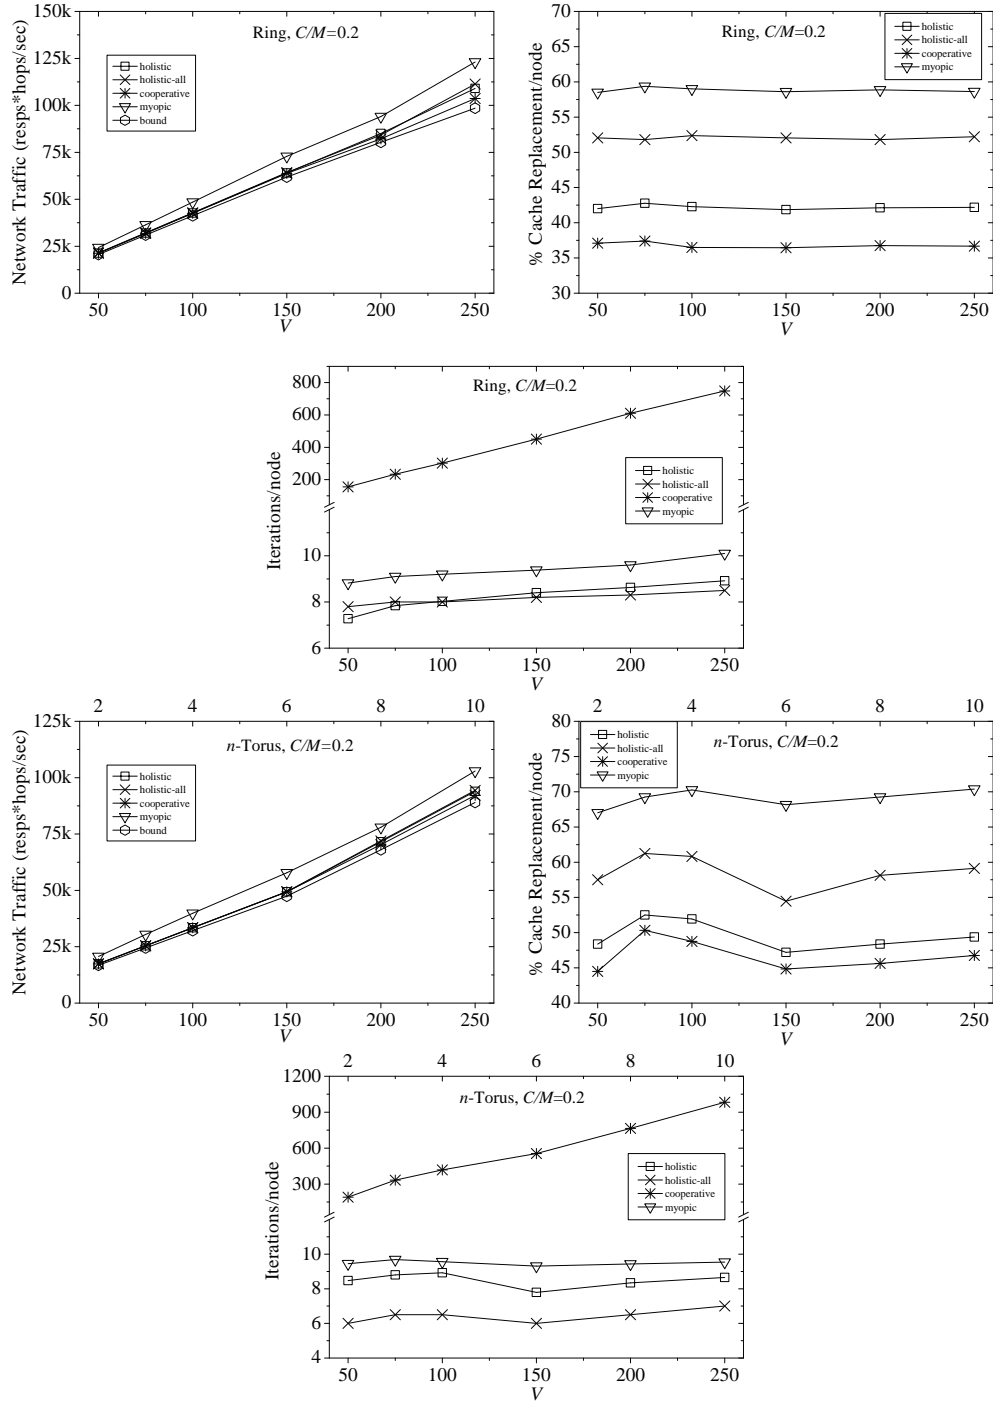 Network Traffic (resps*hops/sec)
125k
100k
75k
50k
25k
0
Ring, C/M=0.2
holistic
holistic-all
cooperative
myopic
bound
50 100 150 200 250
V
% Cache Replacement/node
70
65
60
55
50
45
40
35
30
Ring, C/M=0.2
holistic
holistic-all
cooperative
myopic
50 100 150 200 250
V
Iterations/node
800
600
400
200
10
8
6
Ring, C/M=0.2
holistic
holistic-all
cooperative
myopic
50 100 150 200 250
V
2 4 6 8 10
Network Traffic (resps*hops/sec)
125k
100k
75k
50k
25k
0
n-Torus, C/M=0.2
holistic
holistic-all
cooperative
myopic
bound
50 100 150 200 250
V
2 4 6 8 10
% Cache Replacement/node
80
75
70
65
60
55
50
45
40
n-Torus, C/M=0.2
holistic
holistic-all
cooperative
myopic
50 100 150 200 250
V
2 4 6 8 10
Iterations/node
1200
900
600
300
10
8
6
4
n-Torus, C/M=0.2
holistic
holistic-all
cooperative
myopic
50 100 150 200 250
V